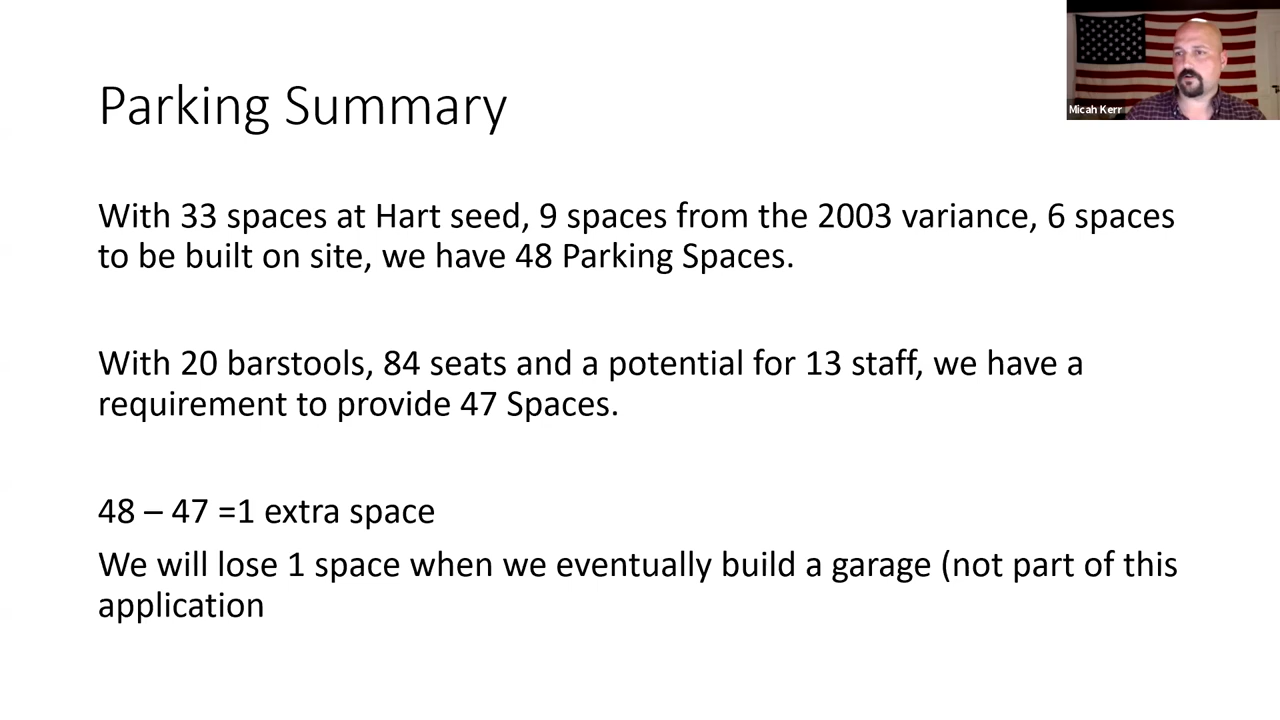 Parking Summary
Micah Kerr
With 33 spaces at Hart seed, 9 spaces from the 2003 variance, 6 spaces
to be built on site, we have 48 Parking Spaces.
With 20 barstools, 84 seats and a potential for 13 staff, we have a
requirement to provide 47 Spaces.
48 – 47 =1 extra space
We will lose 1 space when we eventually build a garage (not part of this
application